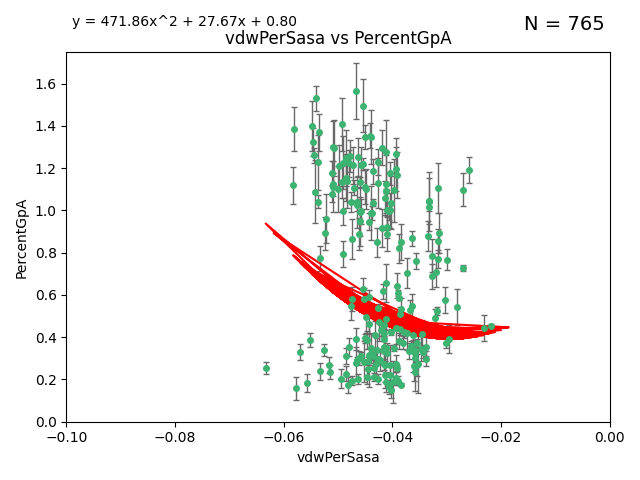 y = 471.86x^2 + 27.67x + 0.80
N = 765
vdwPerSasa vs PercentGpA
PercentGpA
1.6
1.4
1.2
1.0
0.8
0.6
0.4
0.2
0.0
−0.10 −0.08 −0.06 −0.04 −0.02 0.00
vdwPerSasa